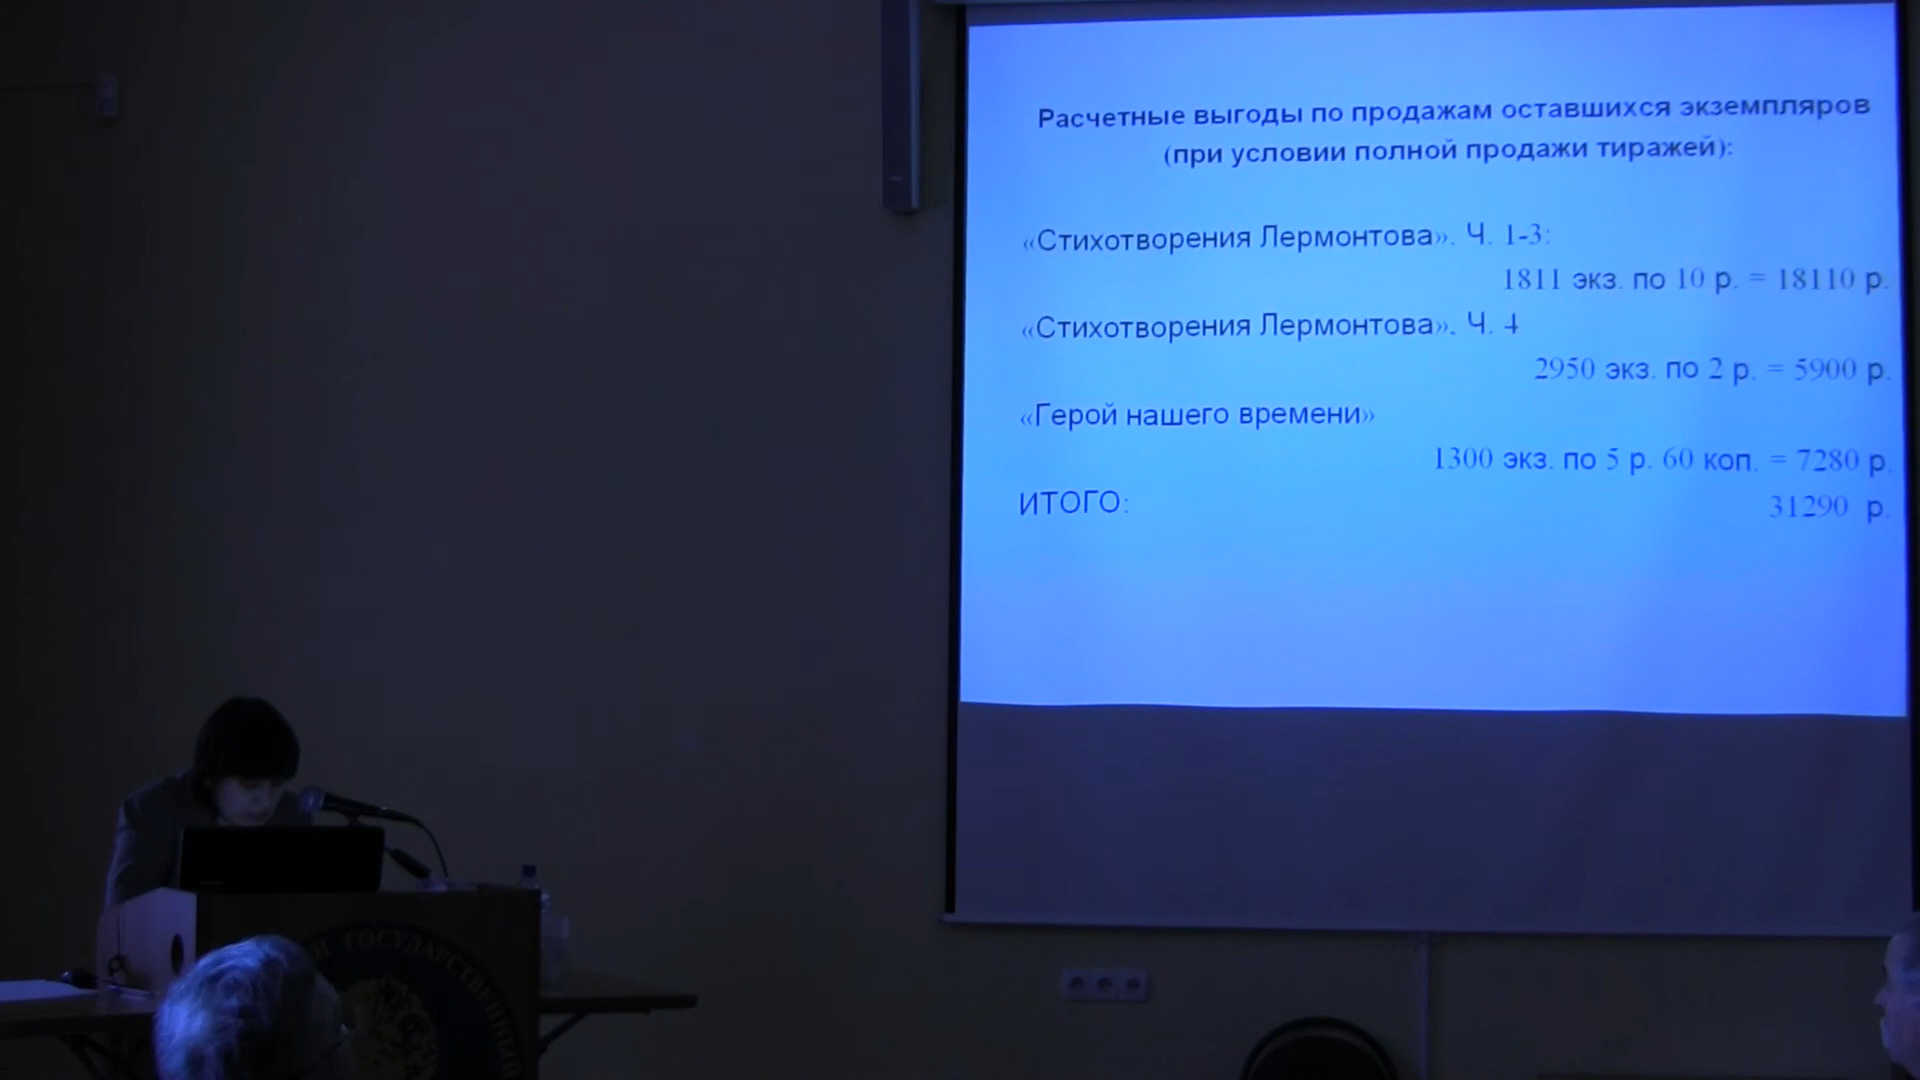 Расчетные выгоды по продажам оставшихся экземпляров
(при условии полной продажи тиражей):
«Стихотворения Лермонтова». Ч. 1-3:
1811 экз. по 10 р. = 18110 р.
«Стихотворения Лермонтова». Ч. 4
2950 экз. по 2 р. = 5900 р.
«Герой нашего времени»
1300 экз. по 5 р. 60 коп. = 7280 р.
ИТОГО: 31290 р.